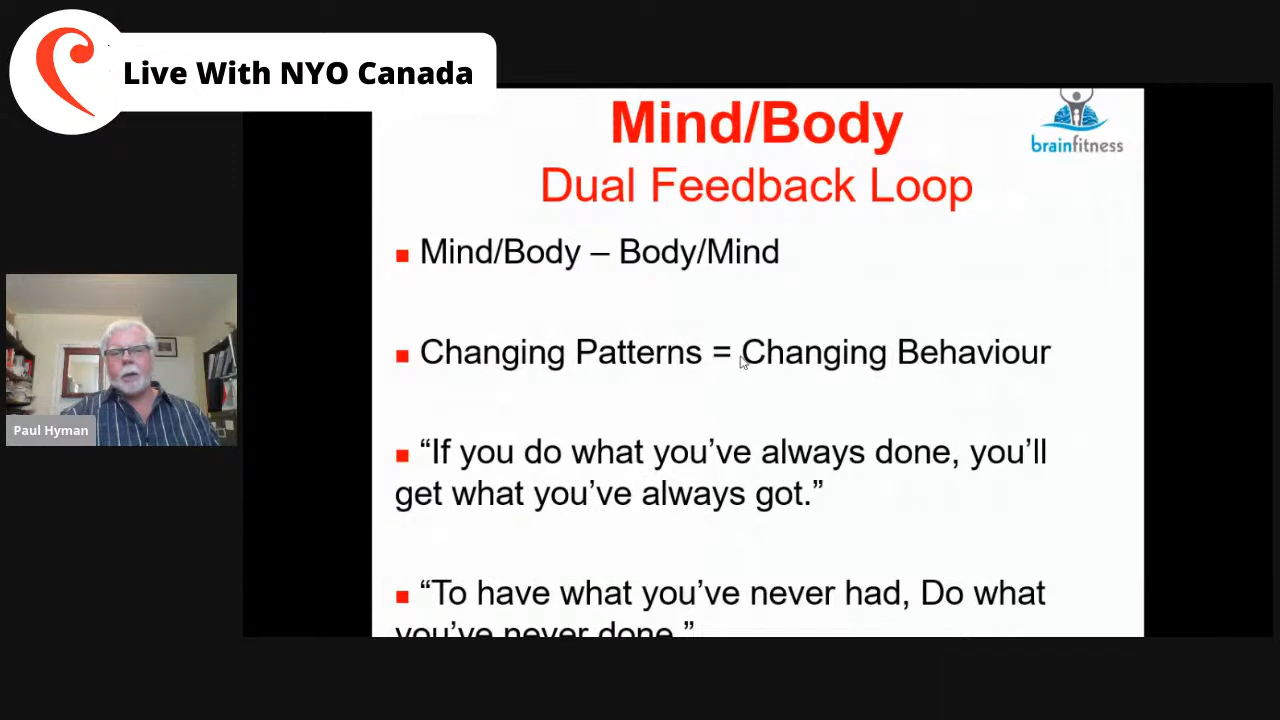 Live With NYO Canada
Mind/Body
brainfitness
Dual Feedback Loop
Mind/Body – Body/Mind
Changing Patterns = Changing Behaviour
“If you do what you’ve always done, you’ll
get what you’ve always got.”
“To have what you’ve never had, Do what
you’ve never done.”
Paul Hyman